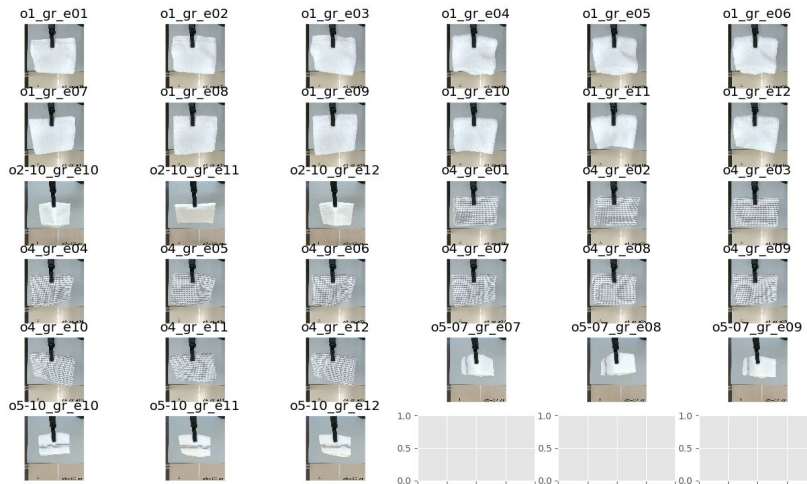 o1_gr_e01 o1_gr_e02 o1_gr_e03 o1_gr_e04 o1_gr_e05 o1_gr_e06
o1_gr_e07 o1_gr_e08 o1_gr_e09 o1_gr_e10 o1_gr_e11 o1_gr_e12
o2-10_gr_e10 o2-10_gr_e11 o2-10_gr_e12 o4_gr_e01 o4_gr_e02 o4_gr_e03
o4_gr_e04 o4_gr_e05 o4_gr_e06 o4_gr_e07 o4_gr_e08 o4_gr_e09
o4_gr_e10 o4_gr_e11 o4_gr_e12 o5-07_gr_e07 o5-07_gr_e08 o5-07_gr_e09
o5-10_gr_e10 o5-10_gr_e11 o5-10_gr_e12
1.0 1.0 1.0
0.5 0.5 0.5
0.0 0.0 0.0